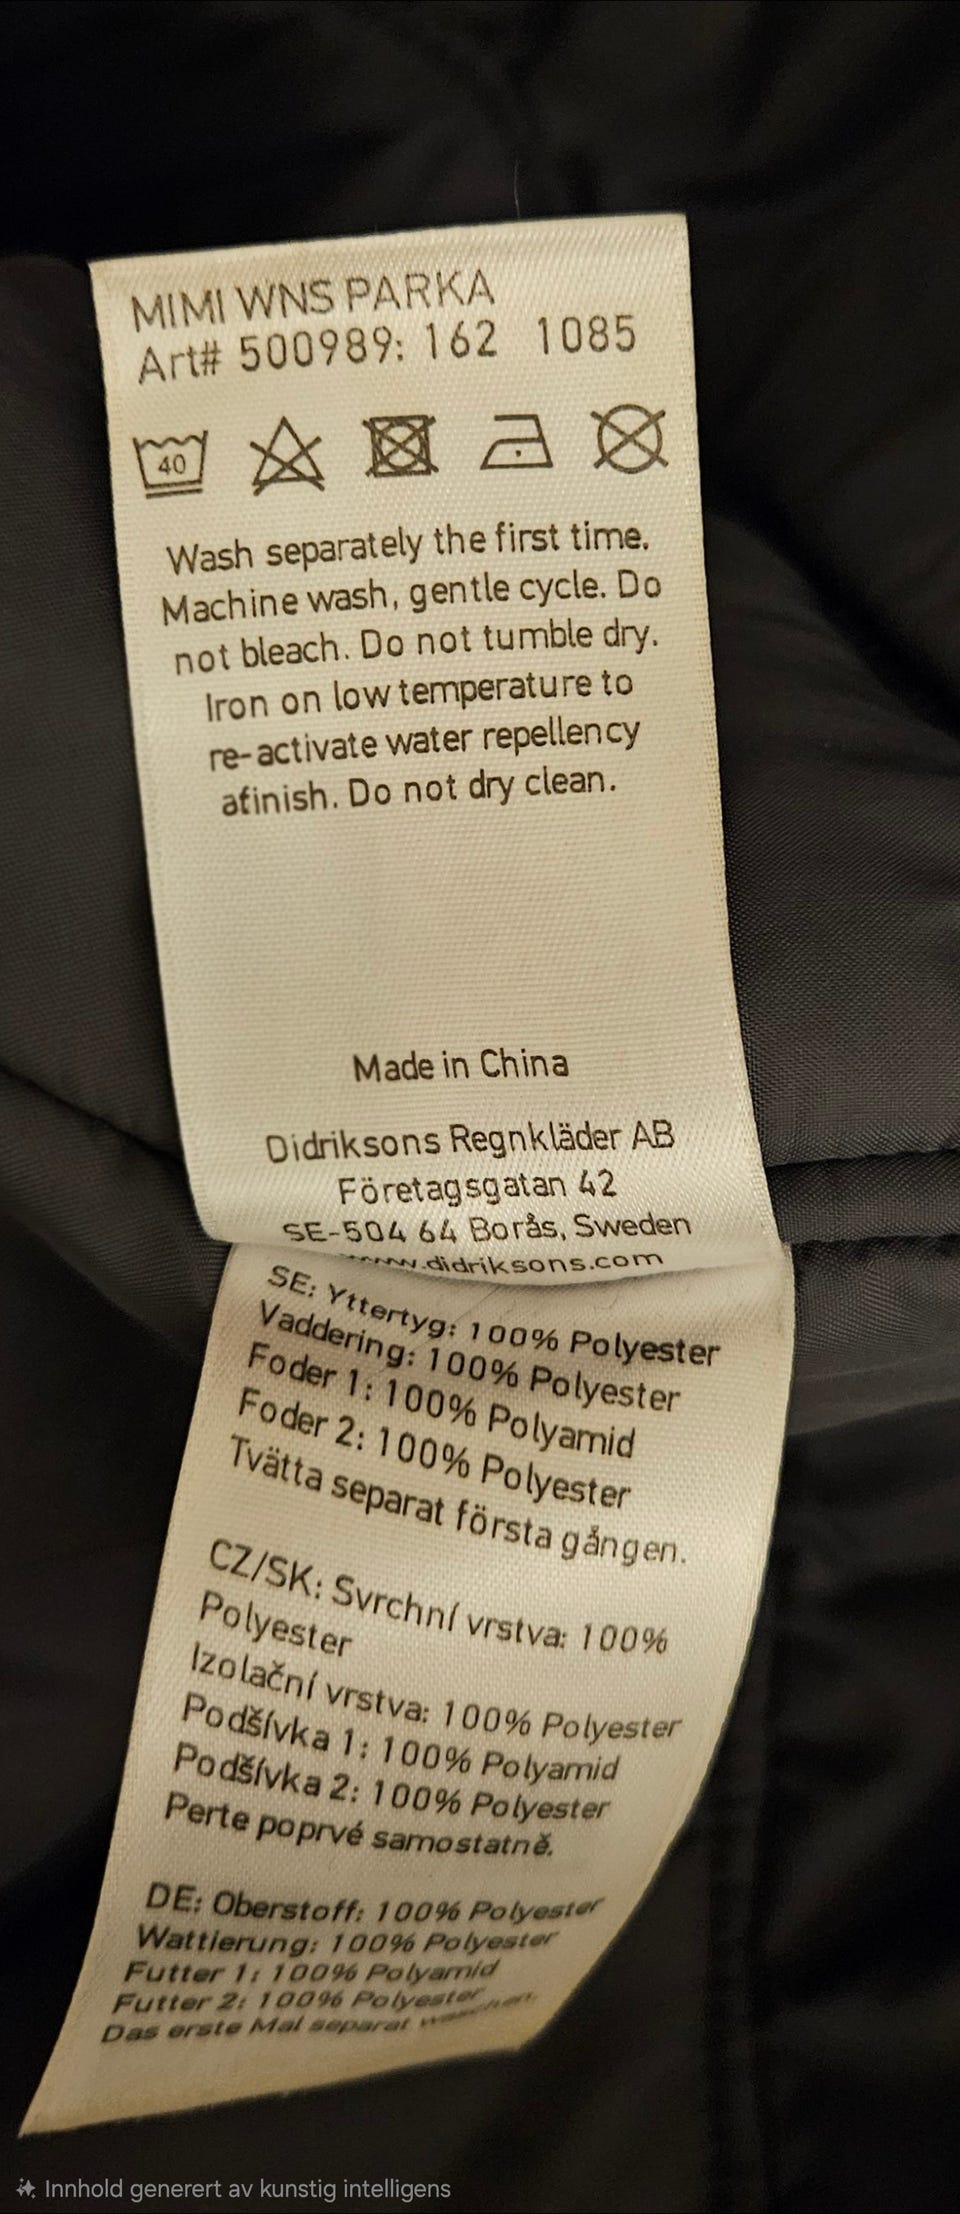 MIMI WNS PARKA
Art# 500989: 162 1085
40
Wash separately the first time.
Machine wash, gentle cycle. Do
not bleach. Do not tumble dry.
Iron on low temperature to
re-activate water repellency
afinish. Do not dry clean.
Made in China
Didriksons Regnkläder AB
Företagsgatan 42
SE-504 64 Borås, Sweden
www.didriksons.com
SE: Yttertyg: 100% Polyester
Vaddering: 100% Polyester
Foder 1: 100% Polyamid
Foder 2: 100% Polyester
Tvätta separat första gången.
CZ/SK: Svrchní vrstva: 100%
Polyester
Izolační vrstva: 100% Polyester
Podšívka 1: 100% Polyamid
Podšívka 2: 100% Polyester
Perte poprvé samostatně.
DE: Oberstoff: 100% Polyester
Wattierung: 100% Polyester
Futter 1: 100% Polyamid
Futter 2: 100% Polyester
Das erste Mal separat waschen.
Innhold generert av kunstig intelligens